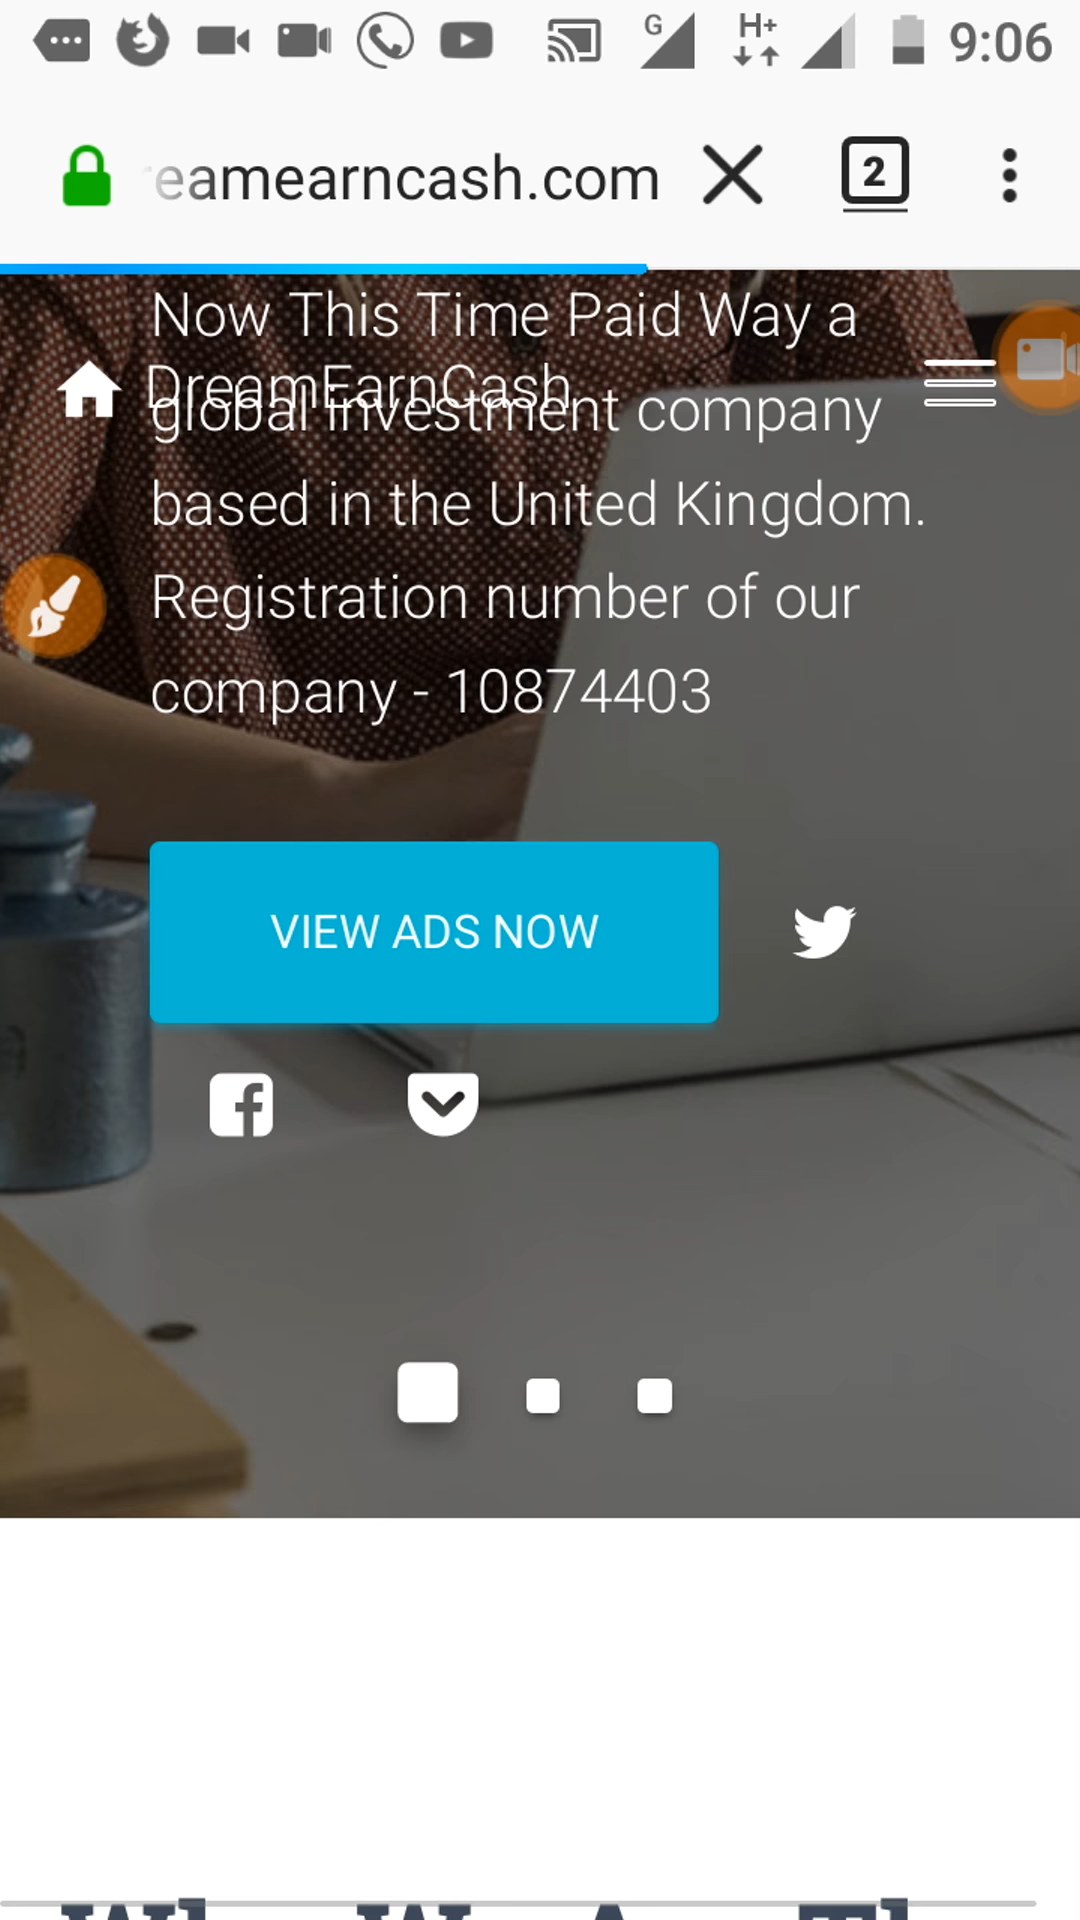 G H+ 9:06
eamearncash.com 2
Now This Time Paid Way a
DreamEarnCash
global investment company
based in the United Kingdom.
Registration number of our
company - 10874403
VIEW ADS NOW